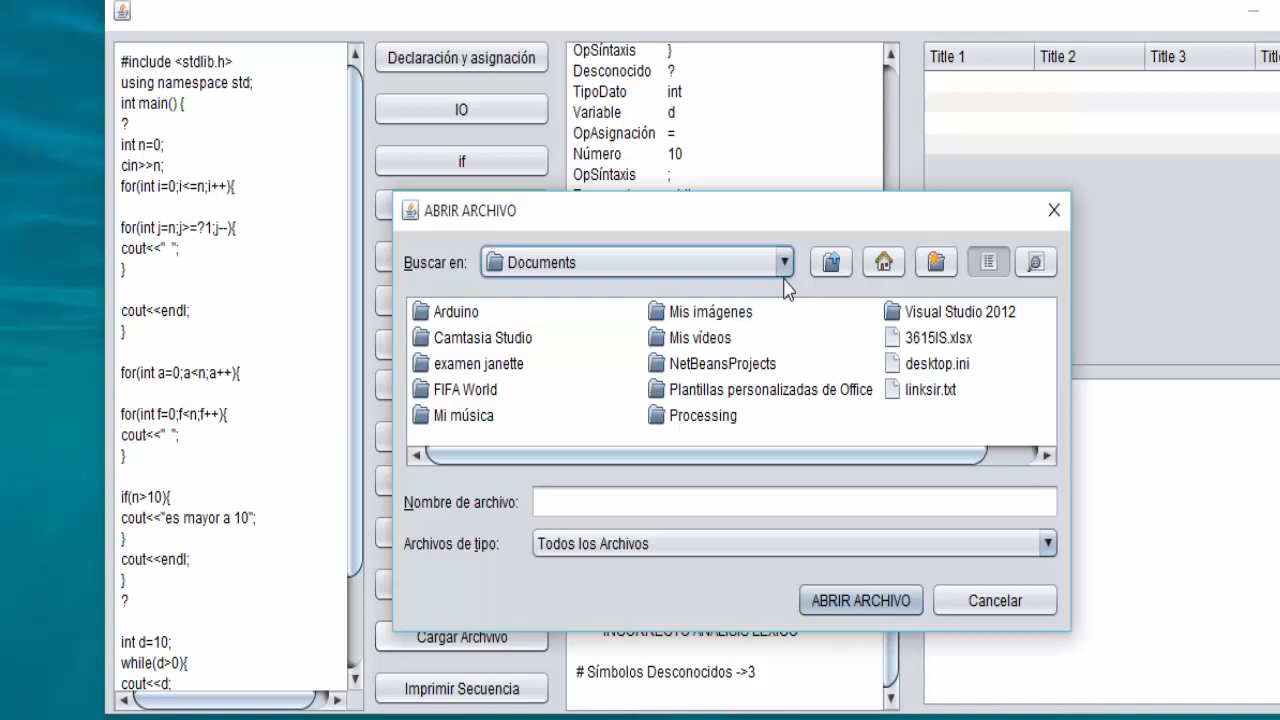 #include <stdlib.h>
using namespace std;
int main() {
?
int n=0;
cin>>n;
for(int i=0;i<=n;i++){
for(int j=n;j>=?1;j--){
cout<<" ";
}
cout<<endl;
}
for(int a=0;a<n;a++){
for(int f=0;f<n;f++){
cout<<" ";
}
if(n>10){
cout<<"es mayor a 10";
}
cout<<endl;
}
?
int d=10;
while(d>0){
cout<<d;
Declaración y asignación
IO
if
Cargar Archvivo
Imprimir Secuencia
OpSíntaxis }
Desconocido ?
TipoDato int
Variable d
OpAsignación =
Número 10
OpSíntaxis ;
# Símbolos Desconocidos ->3
Title 1 Title 2 Title 3
ABRIR ARCHIVO
Buscar en: Documents
Arduino
Camtasia Studio
examen janette
FIFA World
Mi música
Mis imágenes
Mis vídeos
NetBeansProjects
Plantillas personalizadas de Office
Processing
Visual Studio 2012
3615IS.xlsx
desktop.ini
linksir.txt
Nombre de archivo:
Archivos de tipo: Todos los Archivos
ABRIR ARCHIVO Cancelar